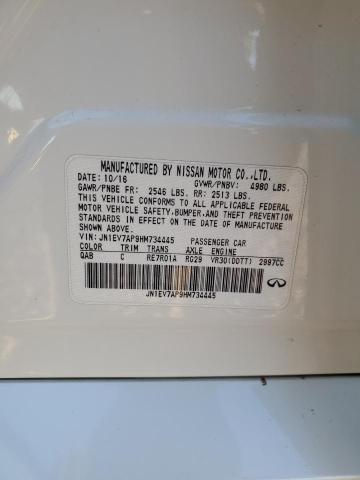 MANUFACTURED BY NISSAN MOTOR CO.,LTD.
DATE: 10/16 GVWR/PNBV: 4980 LBS.
GAWR/PNBE FR: 2546 LBS. RR: 2513 LBS.
THIS VEHICLE CONFORMS TO ALL APPLICABLE FEDERAL
MOTOR VEHICLE SAFETY,BUMPER,AND THEFT PREVENTION
STANDARDS IN EFFECT ON THE DATE OF MANUFACTURE
SHOWN ABOVE.
VIN:JN1EV7AP9HM734445 PASSENGER CAR
COLOR TRIM TRANS AXLE ENGINE
QAB C RE7R01A RG29 VR30(DDTT) 2997CC
JN1EV7AP9HM734445
INFINITI